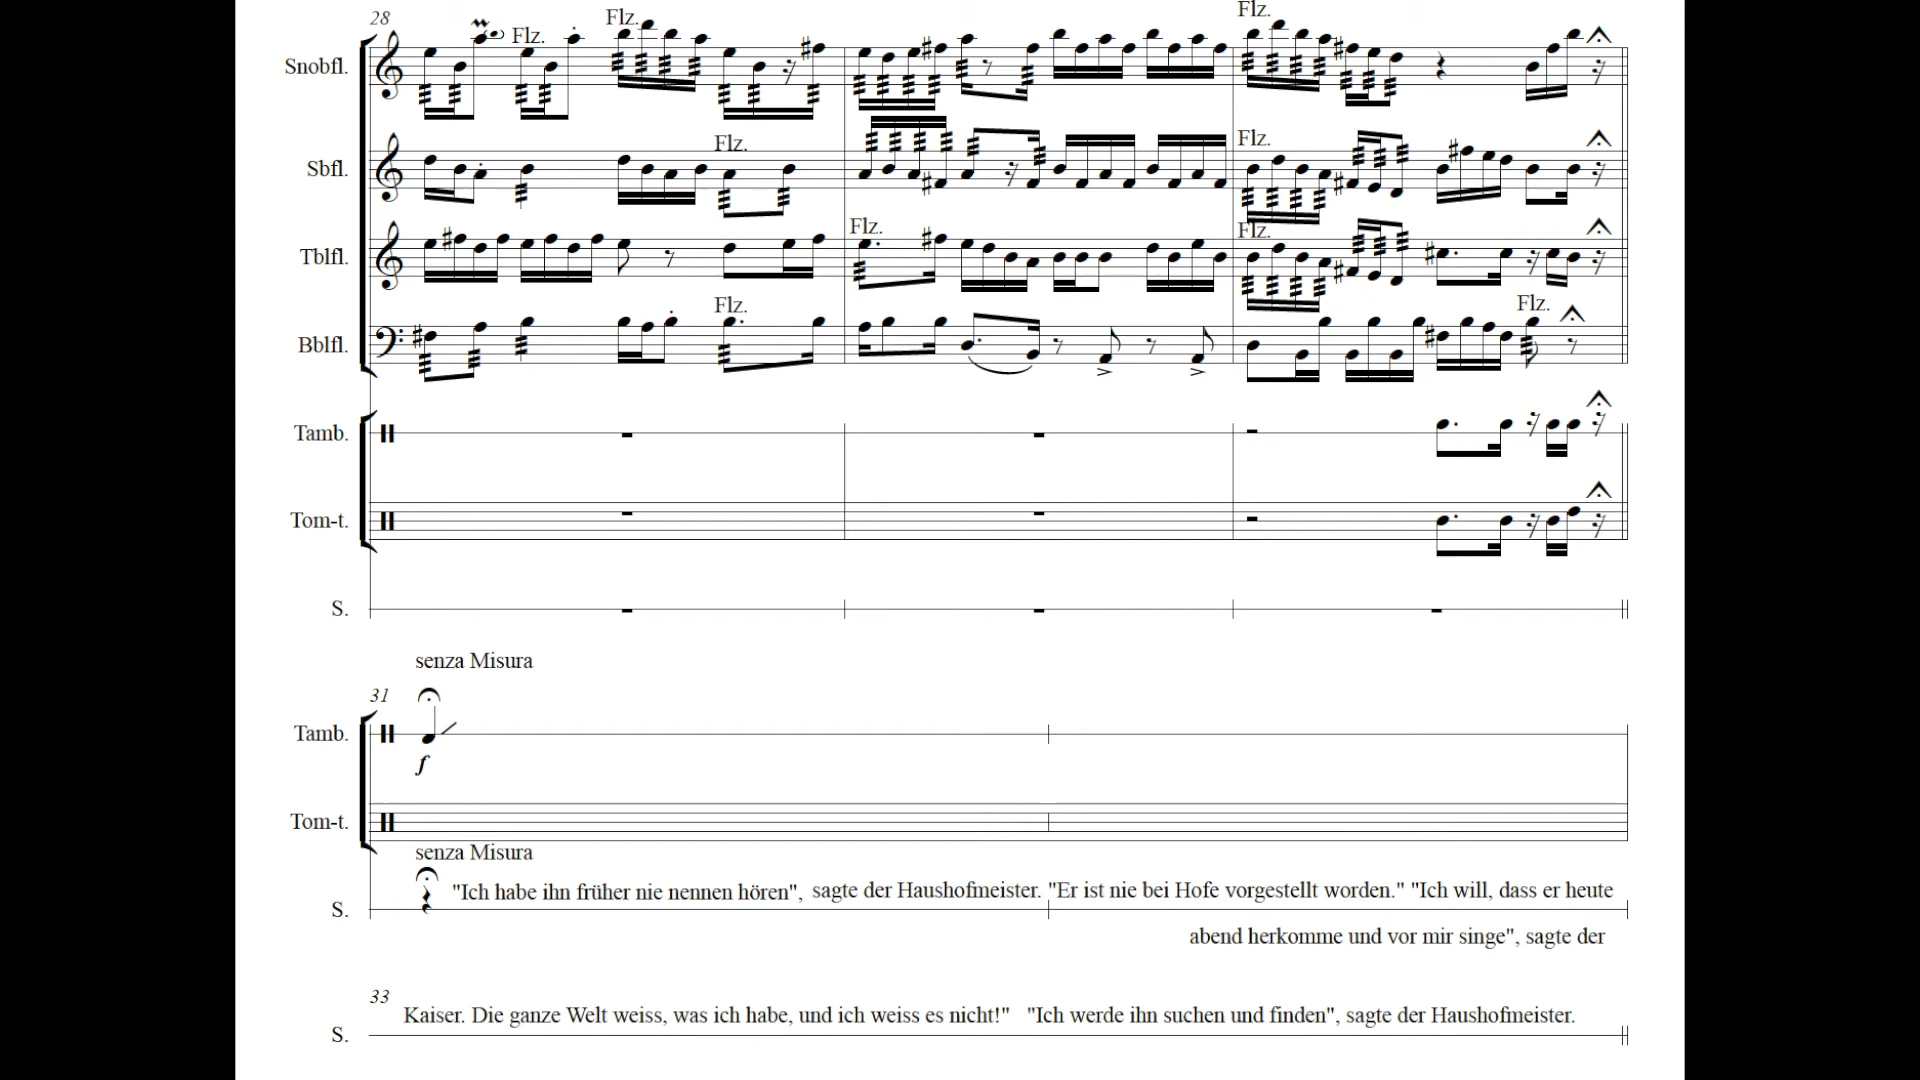 28
Flz.
Flz.
Flz.
Snobfl.
Flz.
Flz.
Sbfl.
Flz.
Flz.
Tblfl.
Flz.
Flz.
Bblfl.
Tamb.
Tom-t.
S.
senza Misura
31
Tamb.
f
Tom-t.
senza Misura
"Ich habe ihn früher nie nennen hören", sagte der Haushofmeister. "Er ist nie bei Hofe vorgestellt worden." "Ich will, dass er heute
S.
abend herkomme und vor mir singe", sagte der
33
Kaiser. Die ganze Welt weiss, was ich habe, und ich weiss es nicht!" "Ich werde ihn suchen und finden", sagte der Haushofmeister.
S.